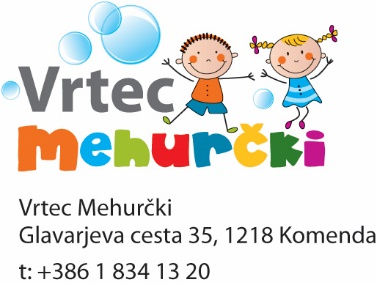 Vrtec
Mehurčki
Vrtec Mehurčki
Glavarjeva cesta 35, 1218 Komenda
t: +386 1 834 13 20